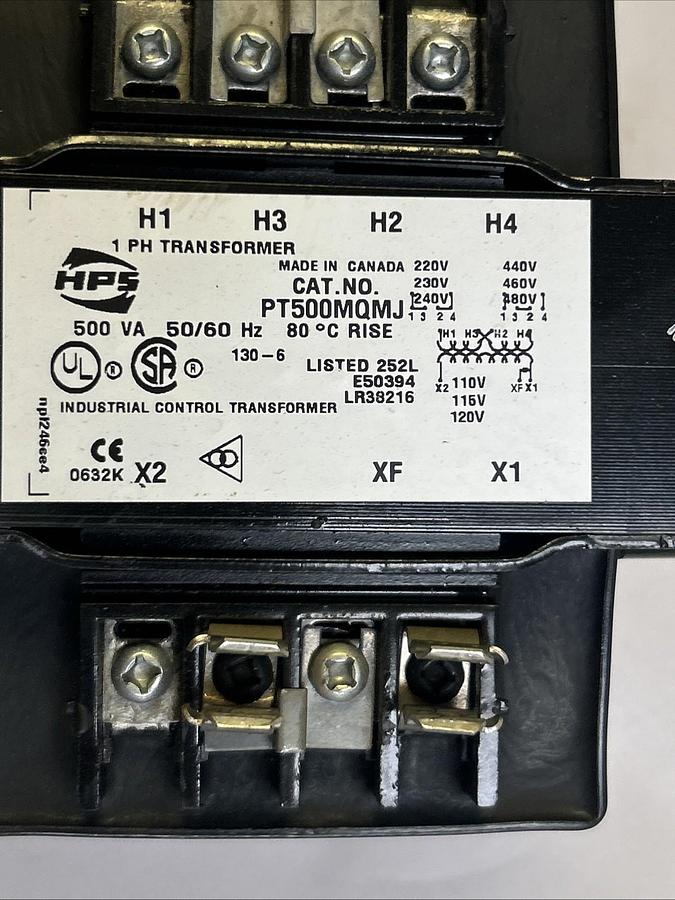 H1 H3 H2 H4
1 PH TRANSFORMER
HPS
MADE IN CANADA 220V 440V
CAT.NO. 230V 460V
PT500MQMJ 240V 480V
1 3 2 4 1 3 2 4
500 VA 50/60 Hz 80 °C RISE
H1 H3 H2 H4
UL ® SA ® 130-6
LISTED 252L
E50394
LR38216
X2 110V XF X1
115V
120V
INDUSTRIAL CONTROL TRANSFORMER
npl246ee4
CE
0632K X2 XF X1